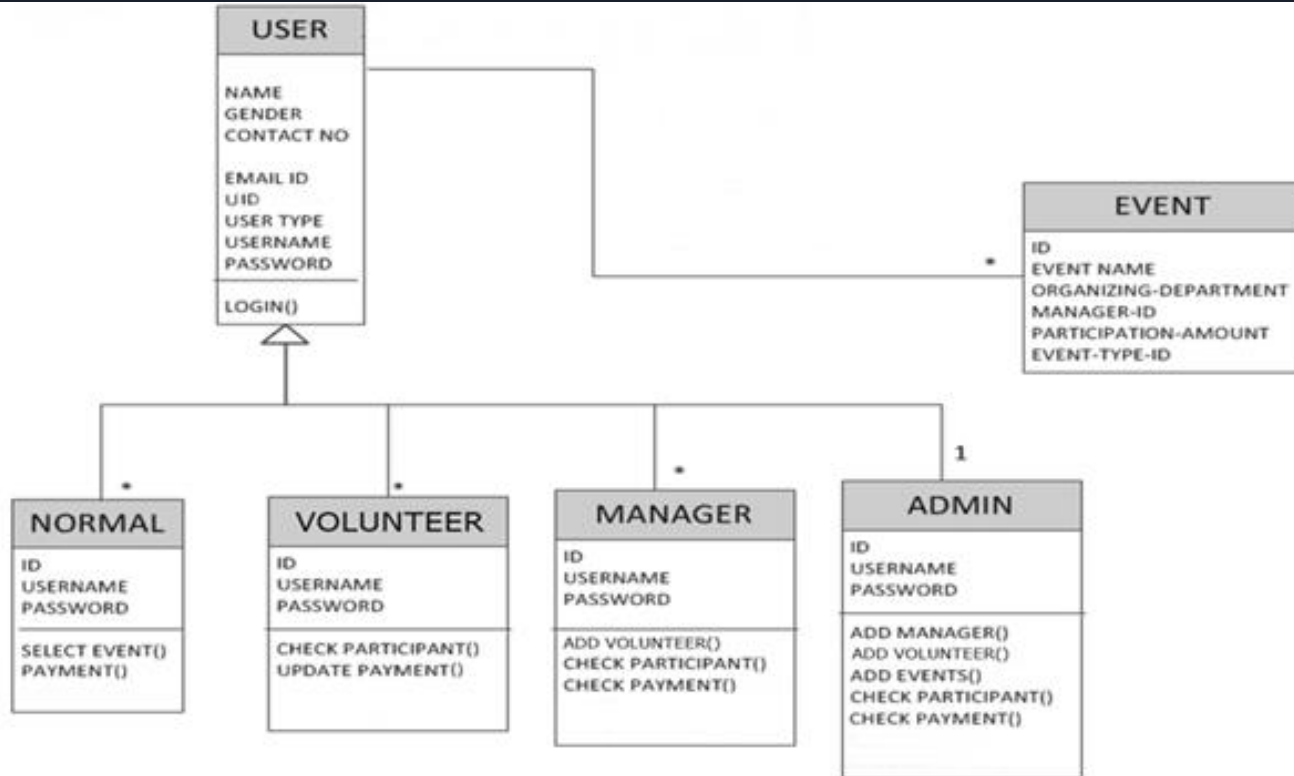 USER
NAME
GENDER
CONTACT NO
EMAIL ID
UID
USER TYPE
USERNAME
PASSWORD
LOGIN()
*
EVENT
ID
EVENT NAME
ORGANIZING-DEPARTMENT
MANAGER-ID
PARTICIPATION-AMOUNT
EVENT-TYPE-ID
*
NORMAL
ID
USERNAME
PASSWORD
SELECT EVENT()
PAYMENT()
*
VOLUNTEER
ID
USERNAME
PASSWORD
CHECK PARTICIPANT()
UPDATE PAYMENT()
*
MANAGER
ID
USERNAME
PASSWORD
ADD VOLUNTEER()
CHECK PARTICIPANT()
CHECK PAYMENT()
1
ADMIN
ID
USERNAME
PASSWORD
ADD MANAGER()
ADD VOLUNTEER()
ADD EVENTS()
CHECK PARTICIPANT()
CHECK PAYMENT()